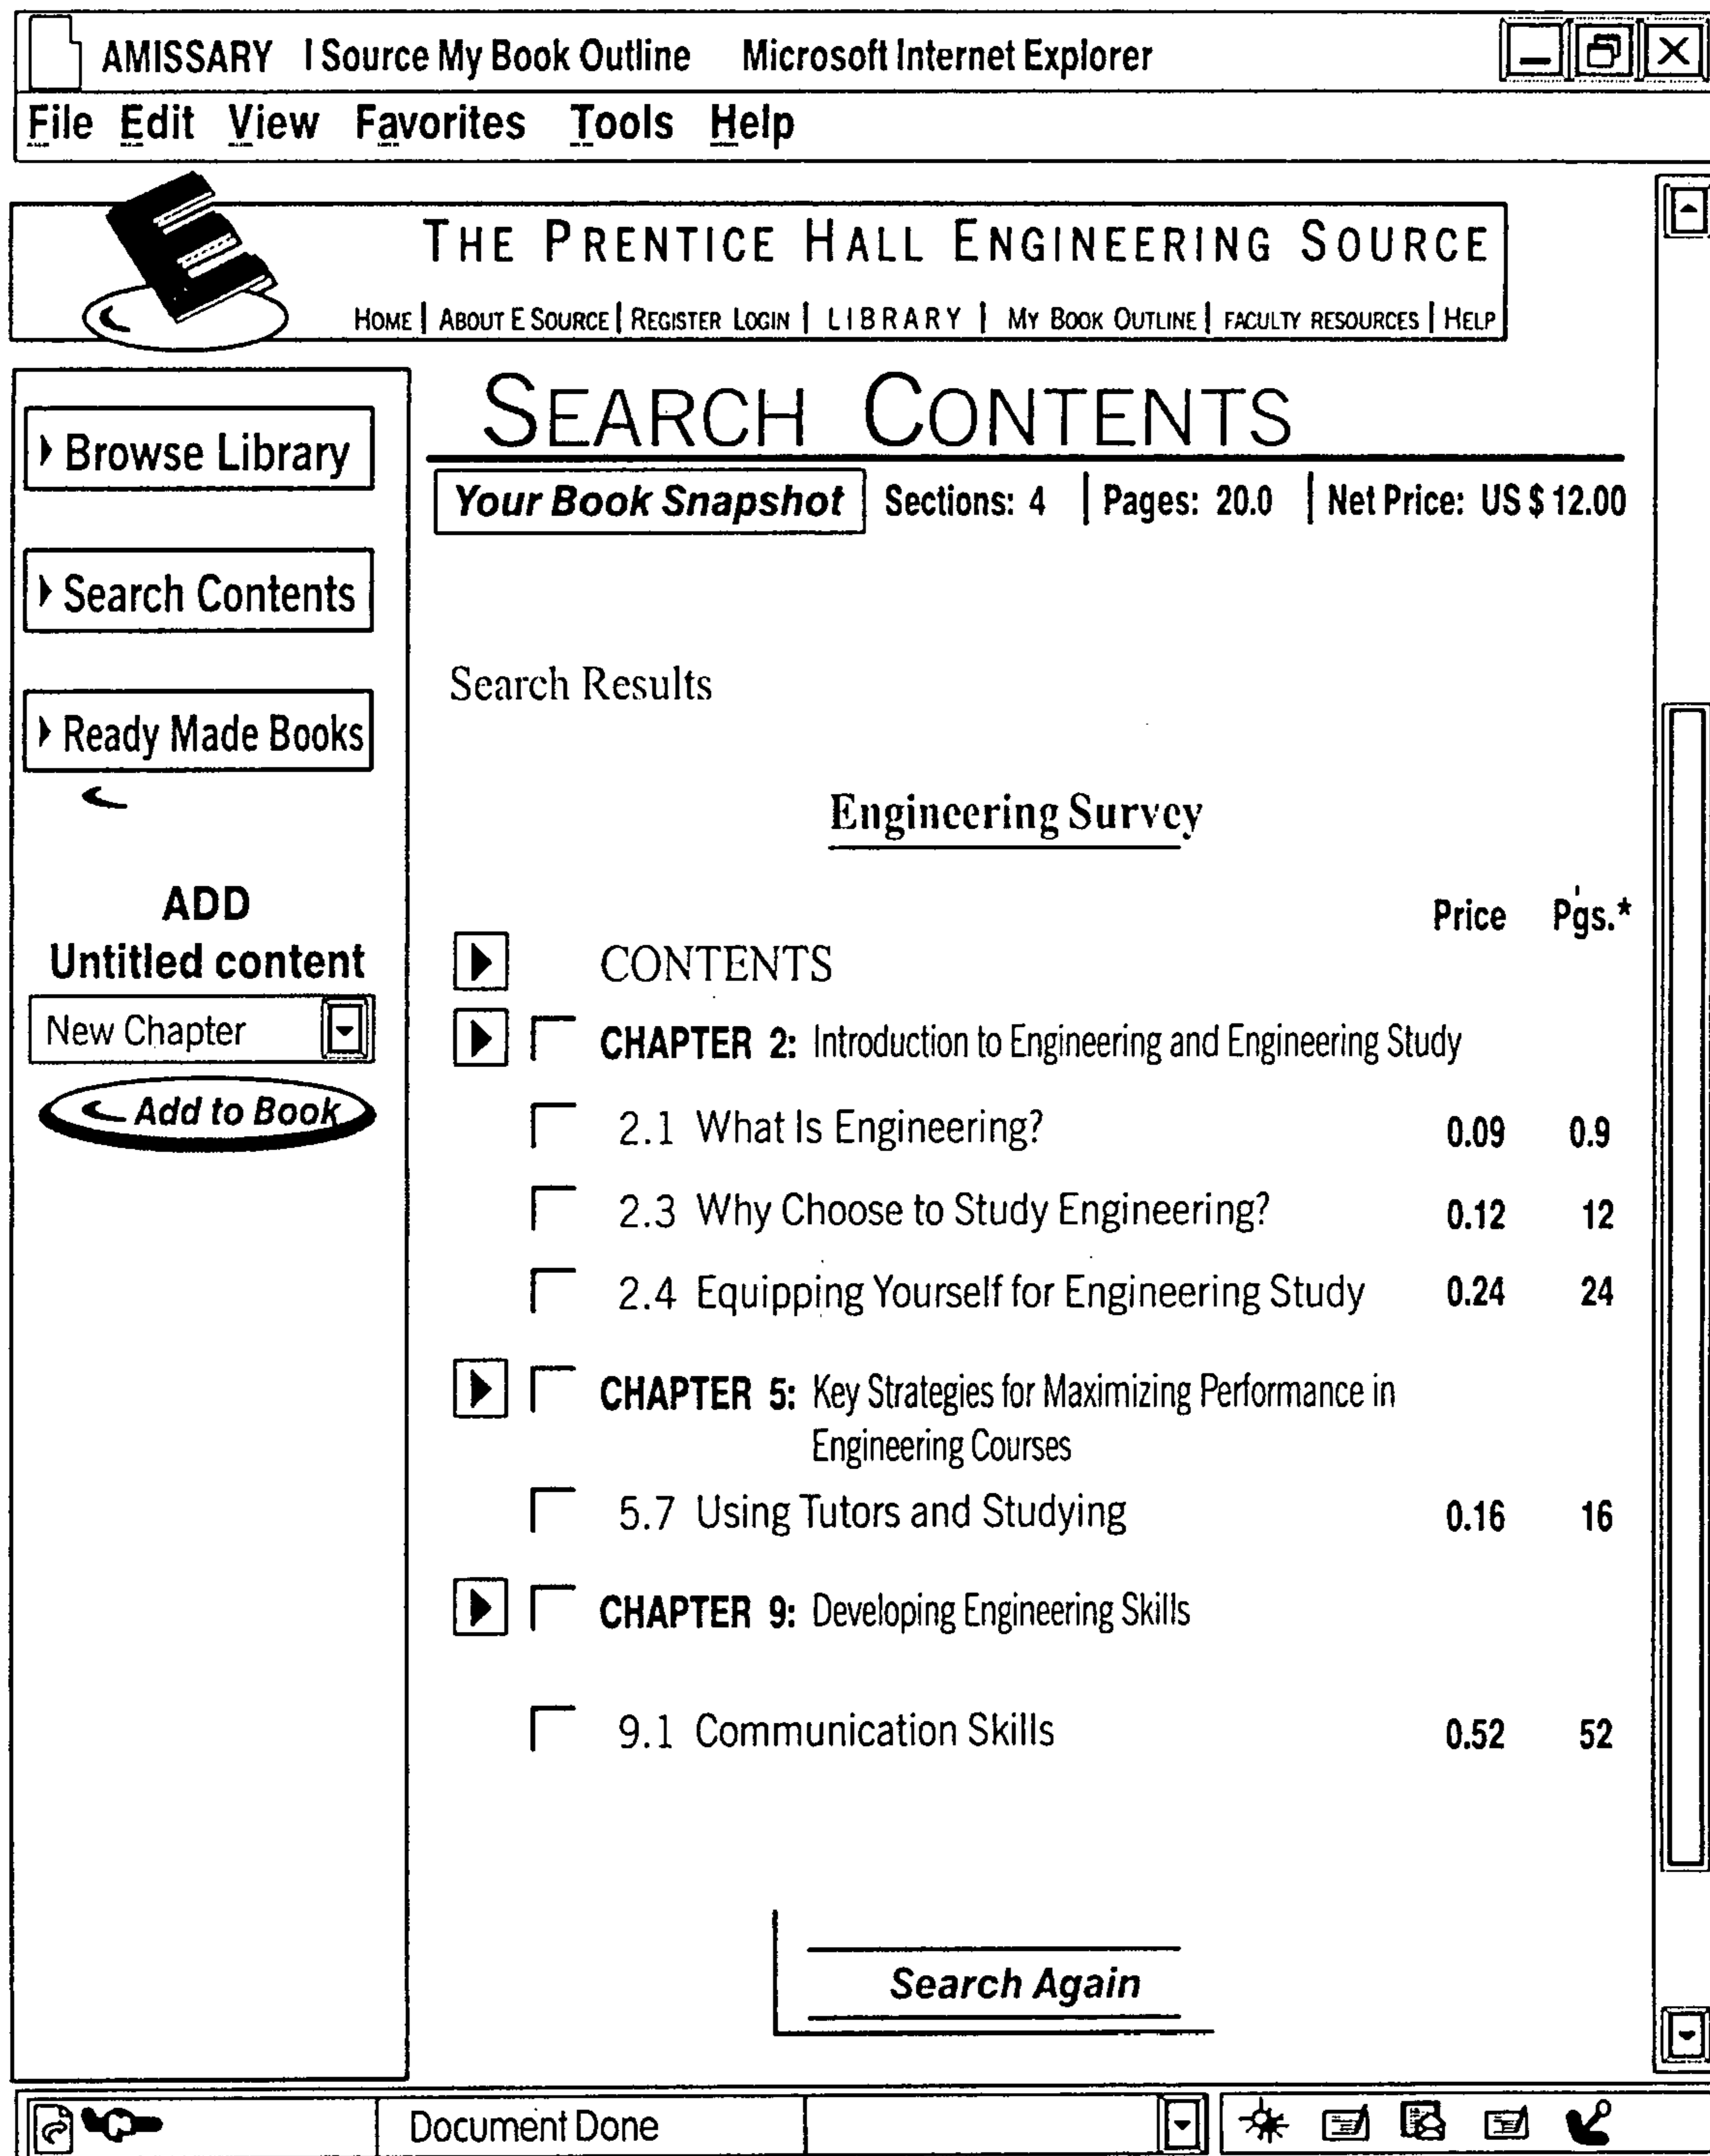 AMISSARY I Source My Book Outline Microsoft Internet Explorer
File Edit View Favorites Tools Help
THE PRENTICE HALL ENGINEERING SOURCE
HOME | ABOUT E SOURCE | REGISTER LOGIN | LIBRARY | MY BOOK OUTLINE | FACULTY RESOURCES | HELP
Browse Library
Search Contents
Ready Made Books
ADD
Untitled content
New Chapter
Add to Book
SEARCH CONTENTS
Your Book Snapshot Sections: 4 | Pages: 20.0 | Net Price: US $ 12.00
Search Results
Engineering Survey
Price Pgs.*
CONTENTS
CHAPTER 2: Introduction to Engineering and Engineering Study
2.1 What Is Engineering? 0.09 0.9
2.3 Why Choose to Study Engineering? 0.12 12
2.4 Equipping Yourself for Engineering Study 0.24 24
CHAPTER 5: Key Strategies for Maximizing Performance in
Engineering Courses
5.7 Using Tutors and Studying 0.16 16
CHAPTER 9: Developing Engineering Skills
9.1 Communication Skills 0.52 52
Search Again
Document Done